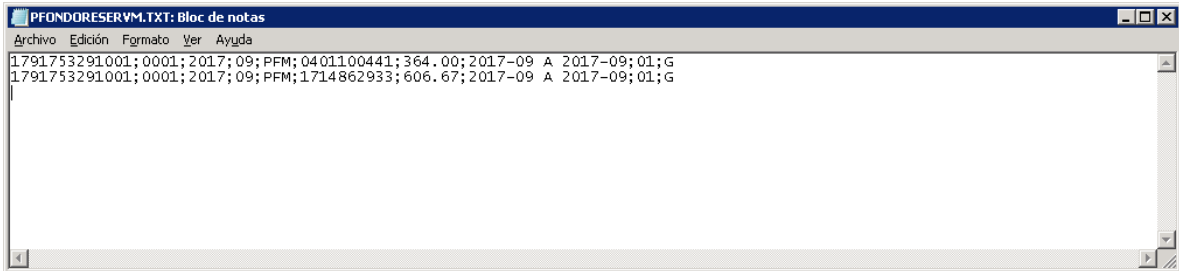 PFONDORESERVM.TXT: Bloc de notas
Archivo Edición Formato Ver Ayuda
1791753291001;0001;2017;09;PFM;0401100441;364.00;2017-09 A 2017-09;01;G
1791753291001;0001;2017;09;PFM;1714862933;606.67;2017-09 A 2017-09;01;G